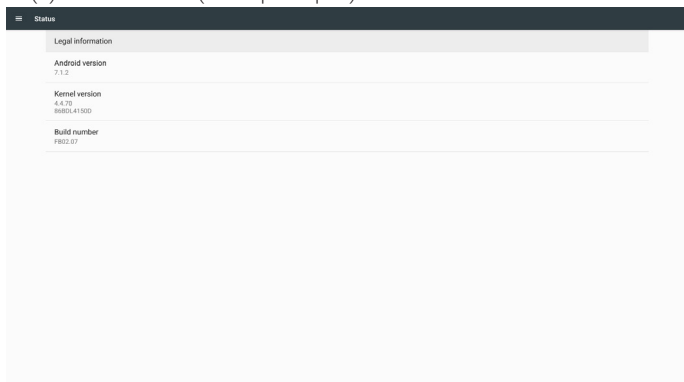 Status
Legal information
Android version
7.1.2
Kernel version
4.4.70
86BDL4150D
Build number
FB02.07